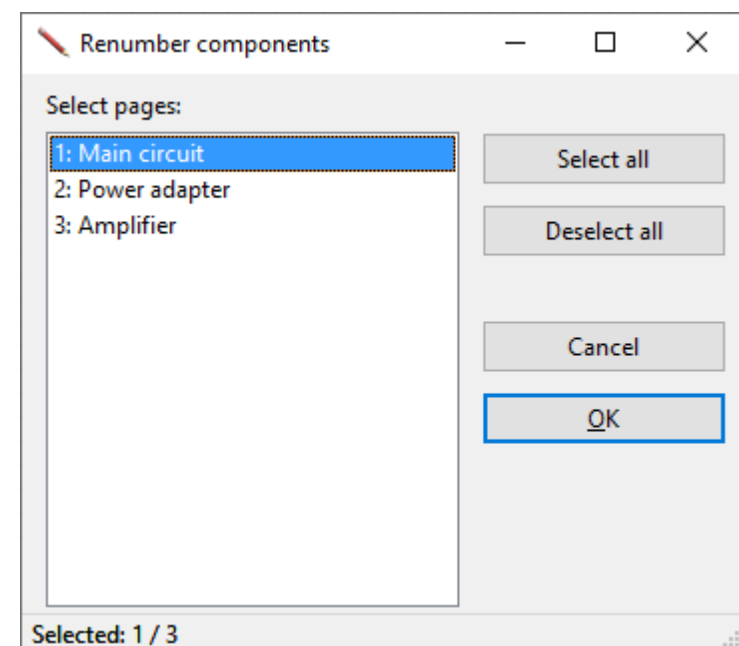 Renumber components
Select pages:
1: Main circuit
2: Power adapter
3: Amplifier
Select all
Deselect all
Cancel
OK
Selected: 1 / 3